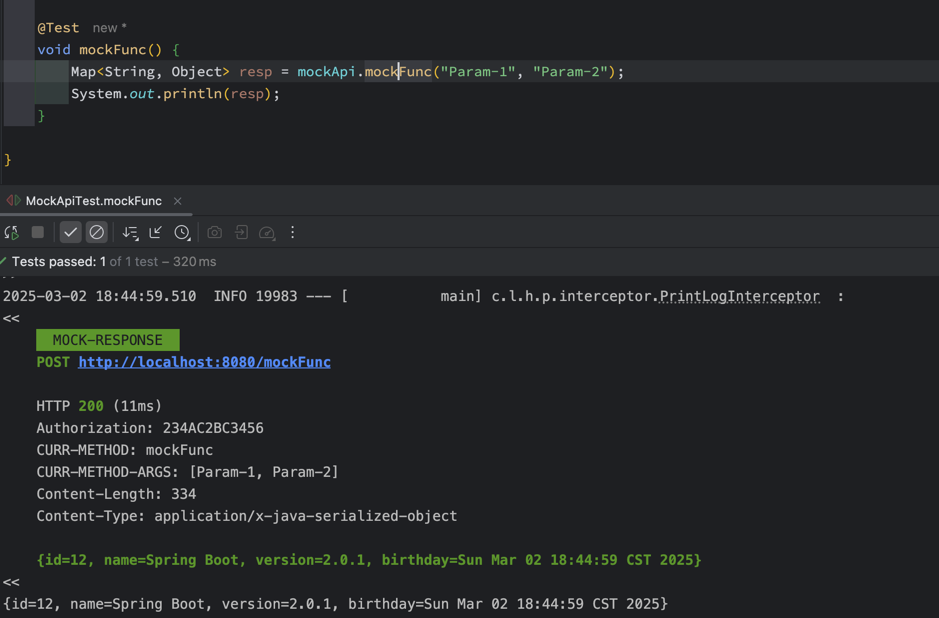 @Test new *
void mockFunc() {
Map<String, Object> resp = mockApi.mockFunc("Param-1", "Param-2");
System.out.println(resp);
}
}
MockApiTest.mockFunc
Tests passed: 1 of 1 test – 320 ms
2025-03-02 18:44:59.510  INFO 19983 --- [           main] c.l.h.p.interceptor.PrintLogInterceptor  :
<<
MOCK-RESPONSE
POST http://localhost:8080/mockFunc
HTTP 200 (11ms)
Authorization: 234AC2BC3456
CURR-METHOD: mockFunc
CURR-METHOD-ARGS: [Param-1, Param-2]
Content-Length: 334
Content-Type: application/x-java-serialized-object
{id=12, name=Spring Boot, version=2.0.1, birthday=Sun Mar 02 18:44:59 CST 2025}
<<
{id=12, name=Spring Boot, version=2.0.1, birthday=Sun Mar 02 18:44:59 CST 2025}